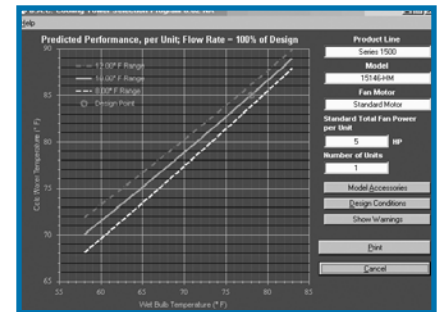 Help
Predicted Performance, per Unit; Flow Rate = 100% of Design
90
85
80
75
70
65
55
60
65
70
75
80
85
Cold Water Temperature (° F)
Wet Bulb Temperature (° F)
12.00° F Range
10.00° F Range
8.00° F Range
Design Point
Product Line
Series 1500
Model
15146-HM
Fan Motor
Standard Motor
Standard Total Fan Power
per Unit
5 HP
Number of Units
1
Model Accessories
Design Conditions
Show Warnings
Print
Cancel